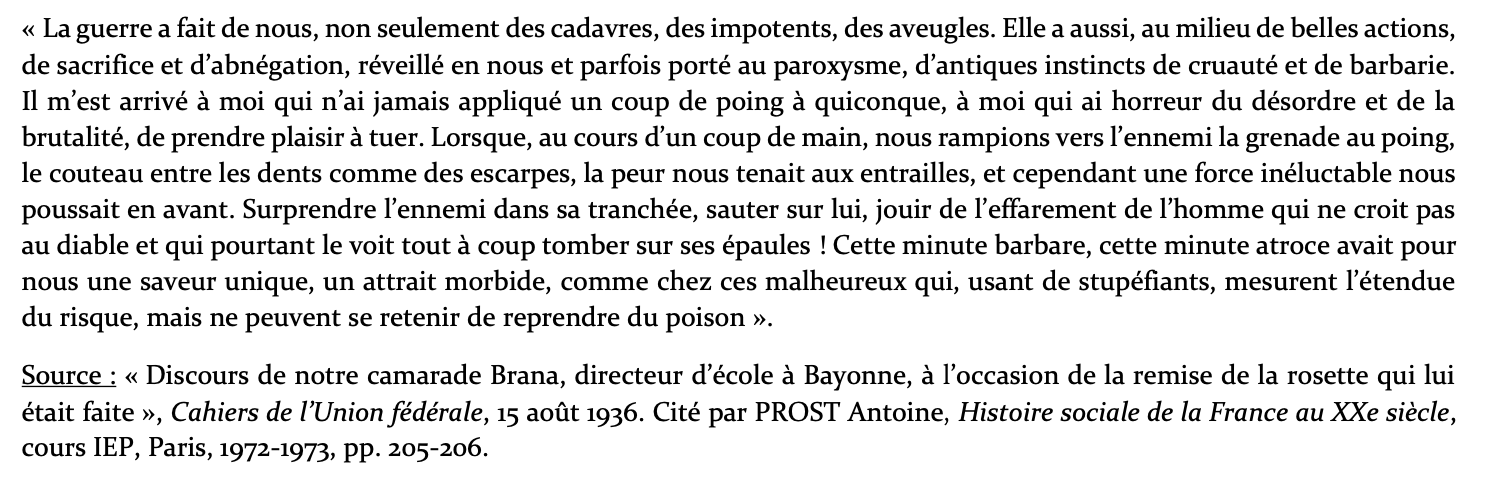 « La guerre a fait de nous, non seulement des cadavres, des impotents, des aveugles. Elle a aussi, au milieu de belles actions,
de sacrifice et d’abnégation, réveillé en nous et parfois porté au paroxysme, d’antiques instincts de cruauté et de barbarie.
Il m’est arrivé à moi qui n’ai jamais appliqué un coup de poing à quiconque, à moi qui ai horreur du désordre et de la
brutalité, de prendre plaisir à tuer. Lorsque, au cours d’un coup de main, nous rampions vers l’ennemi la grenade au poing,
le couteau entre les dents comme des escarpes, la peur nous tenait aux entrailles, et cependant une force inéluctable nous
poussait en avant. Surprendre l’ennemi dans sa tranchée, sauter sur lui, jouir de l’effarement de l’homme qui ne croit pas
au diable et qui pourtant le voit tout à coup tomber sur ses épaules ! Cette minute barbare, cette minute atroce avait pour
nous une saveur unique, un attrait morbide, comme chez ces malheureux qui, usant de stupéfiants, mesurent l’étendue
du risque, mais ne peuvent se retenir de reprendre du poison ».
Source : « Discours de notre camarade Brana, directeur d’école à Bayonne, à l’occasion de la remise de la rosette qui lui
était faite », Cahiers de l’Union fédérale, 15 août 1936. Cité par PROST Antoine, Histoire sociale de la France au XXe siècle,
cours IEP, Paris, 1972-1973, pp. 205-206.